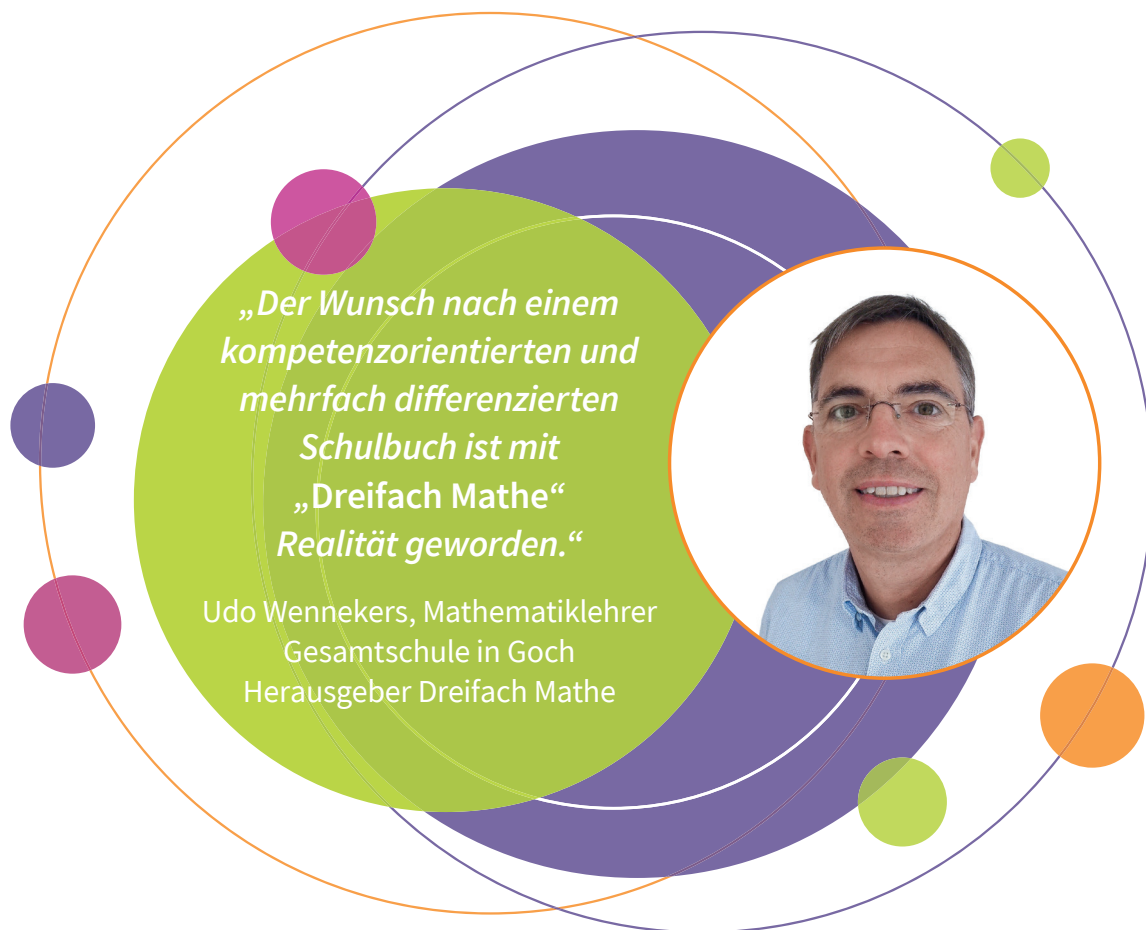 „Der Wunsch nach einem
kompetenzorientierten und
mehrfach differenzierten
Schulbuch ist mit
„Dreifach Mathe“
Realität geworden.“
Udo Wennekers, Mathematiklehrer
Gesamtschule in Goch
Herausgeber Dreifach Mathe